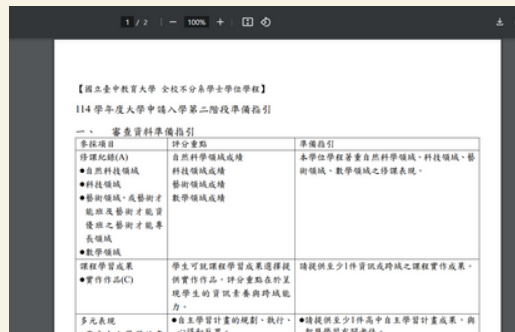 1 / 2
100%
【國立臺中教育大學 全校不分系學士學位學程】
114 學年度大學申請入學第二階段準備指引
一、 審查資料準備指引
參採項目 評分重點 準備指引
修課紀錄(A) 自然科學領域成績 本學位學程著重自然科學領域、科技領域、藝
●自然科技領域 科技領域成績 術領域、數學領域之修課表現。
●科技領域 藝術領域成績
●藝術領域,或藝術才 數學領域成績
能班及藝術才能資
優班之藝術才能專
長領域
●數學領域
課程學習成果 學生可就課程學習成果選擇提 請提供至少1件資訊或跨域之課程實作成果。
●實作作品(C) 供實作作品,評分重點在於呈
現學生的資訊素養與跨域能
力。
多元表現 ●自主學習計畫的規劃、執行、 ●請提供至少1件高中自主學習計畫成果,與